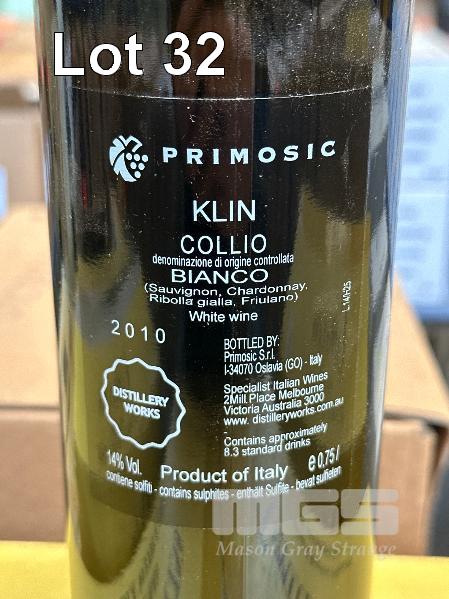 Lot 32
PRIMOSIC
KLIN
COLLIO
denominazione di origine controllata
BIANCO
(Sauvignon, Chardonnay,
Ribolla gialla, Friulano)
White wine
L.141-25
2010
BOTTLED BY:
Primosic S.r.l.
I-34070 Oslavia (GO) - Italy
-
Specialist Italian Wines
2Mill Place Melbourne
Victoria Australia 3000
www. distilleryworks.com.au
-
Contains approximately
8.3 standard drinks
DISTILLERY
WORKS
14% Vol. Product of Italy e 0,75 l
contiene solfiti - contains sulphites - enthält Sulfite - bevat sulfieten
MGS
Mason Gray Strange